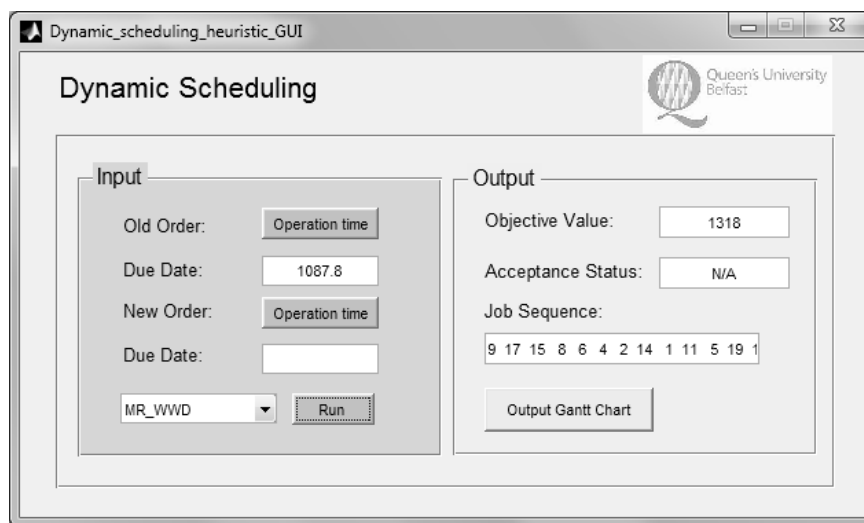 Dynamic_scheduling_heuristic_GUI
Dynamic Scheduling
Queen's University
Belfast
Input
Old Order:
Operation time
Due Date:
1087.8
New Order:
Operation time
Due Date:
MR_WWD
Run
Output
Objective Value:
1318
Acceptance Status:
N/A
Job Sequence:
9 17 15 8 6 4 2 14 1 11 5 19 1
Output Gantt Chart